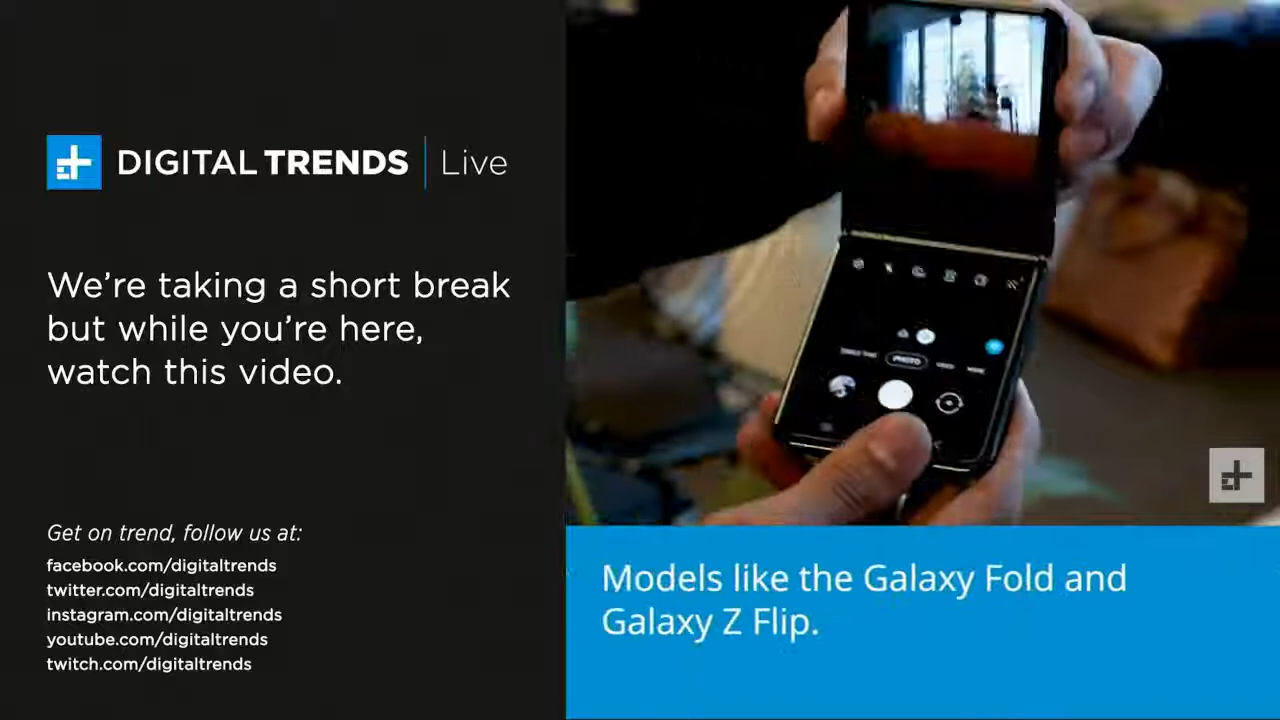 DIGITAL TRENDS | Live
We're taking a short break
but while you're here,
watch this video.
Get on trend, follow us at:
facebook.com/digitaltrends
twitter.com/digitaltrends
instagram.com/digitaltrends
youtube.com/digitaltrends
twitch.com/digitaltrends
PHOTO
Models like the Galaxy Fold and
Galaxy Z Flip.